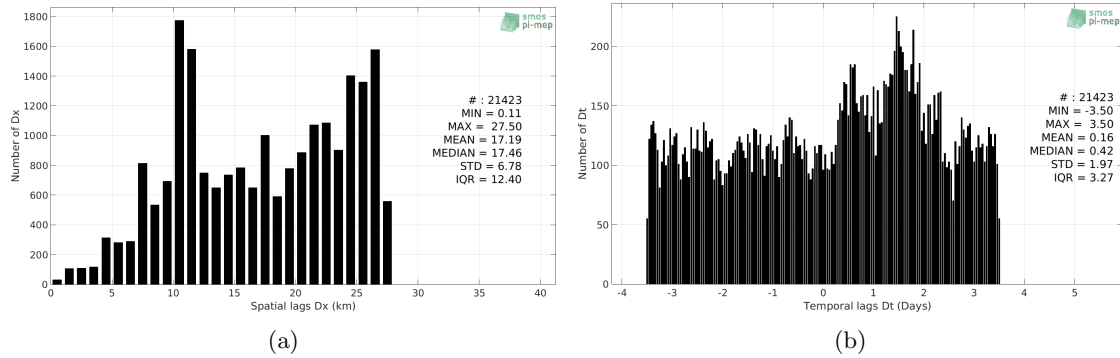 smos
pi-mep
Number of Dx
1800
1600
1400
1200
1000
800
600
400
200
0
# : 21423
MIN = 0.11
MAX = 27.50
MEAN = 17.19
MEDIAN = 17.46
STD = 6.78
IQR = 12.40
0 5 10 15 20 25 30 35 40
Spatial lags Dx (km)
(a)
smos
pi-mep
Number of Dt
200
150
100
50
0
# : 21423
MIN = -3.50
MAX = 3.50
MEAN = 0.16
MEDIAN = 0.42
STD = 1.97
IQR = 3.27
-4 -3 -2 -1 0 1 2 3 4 5
Temporal lags Dt (Days)
(b)